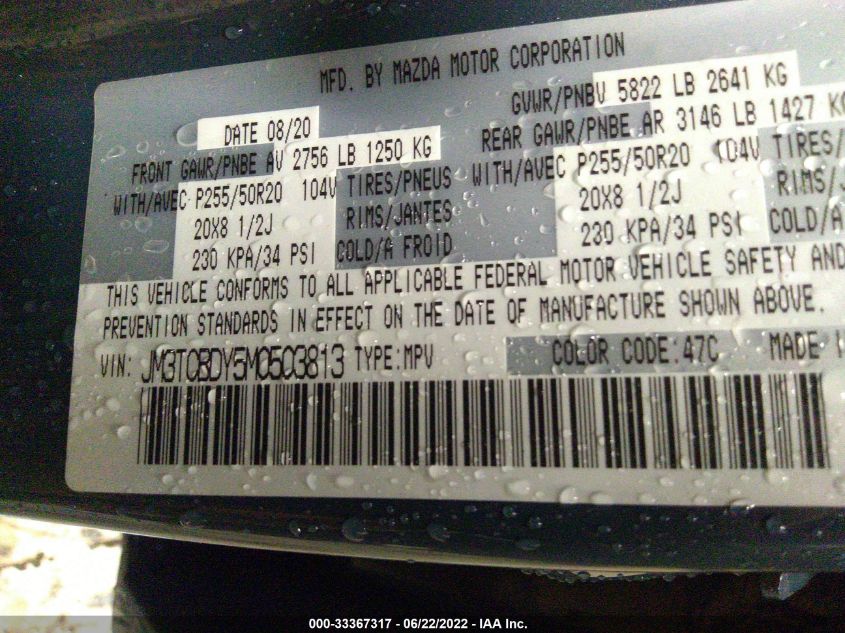 MFD. BY MAZDA MOTOR CORPORATION
DATE 08/20 GVWR/PNBV 5822 LB 2641 KG
FRONT GAWR/PNBE AV 2756 LB 1250 KG REAR GAWR/PNBE AR 3146 LB 1427 KG
WITH/AVEC P255/50R20 104V TIRES/PNEUS WITH/AVEC P255/50R20 104V TIRES/
20X8 1/2J RIMS/JANTES 20X8 1/2J RIMS/
230 KPA/34 PSI COLD/A FROID 230 KPA/34 PSI COLD/A
THIS VEHICLE CONFORMS TO ALL APPLICABLE FEDERAL MOTOR VEHICLE SAFETY AND
PREVENTION STANDARDS IN EFFECT ON THE DATE OF MANUFACTURE SHOWN ABOVE.
VIN: JM3TCBDY5M0503813 TYPE:MPV COLOR CODE:47C MADE
000-33367317 - 06/22/2022 - IAA Inc.